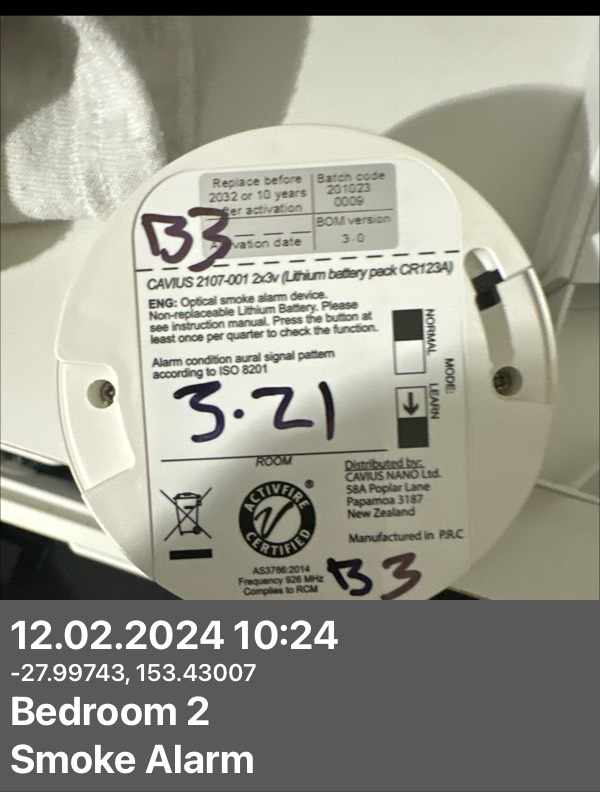 Replace before
2032 or 10 years
after activation
Activation date
Batch code
201023
0009
BOM version
3.0
B3
CAVIUS 2107-001 2x3v (Lithium battery pack CR123A)
ENG: Optical smoke alarm device.
Non-replaceable Lithium Battery. Please
see instruction manual. Press the button at
least once per quarter to check the function.
Alarm condition aural signal pattern
according to ISO 8201
NORMAL
MODE:
LEARN
3.21
ROOM
ACTIVFIRE®
CERTIFIED
Distributed by:
CAVIUS NANO Ltd.
58A Poplar Lane
Papamoa 3187
New Zealand
Manufactured in P.R.C
AS3786:2014
Frequency 926 MHz
Complies to RCM
B3
12.02.2024 10:24
-27.99743, 153.43007
Bedroom 2
Smoke Alarm